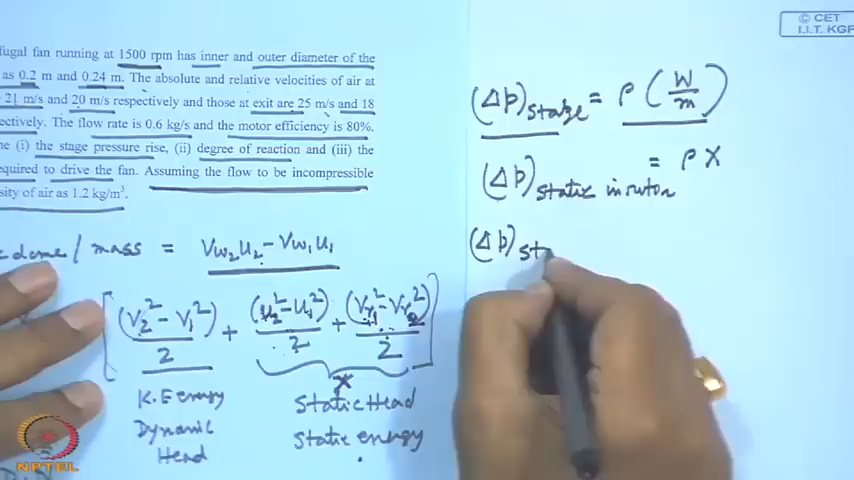 © CET
I.I.T. KGP
fugal fan running at 1500 rpm has inner and outer diameter of the
as 0.2 m and 0.24 m. The absolute and relative velocities of air at
21 m/s and 20 m/s respectively and those at exit are 25 m/s and 18
ectively. The flow rate is 0.6 kg/s and the motor efficiency is 80%.
e (i) the stage pressure rise, (ii) degree of reaction and (iii) the
equired to drive the fan. Assuming the flow to be incompressible
sity of air as 1.2 kg/m³.
k done / mass = Vw₂U₂ - Vw₁U₁
[(V₂² - V₁²)/2 + (U₂² - U₁²)/2 + (Vr₁² - Vr₂²)/2]
X
K.E energy Static Head
Dynamic Static energy
Head
(Δp)stage = ρ (W/m)
(Δp)static in rotor = ρ X
(Δp)st
NPTEL